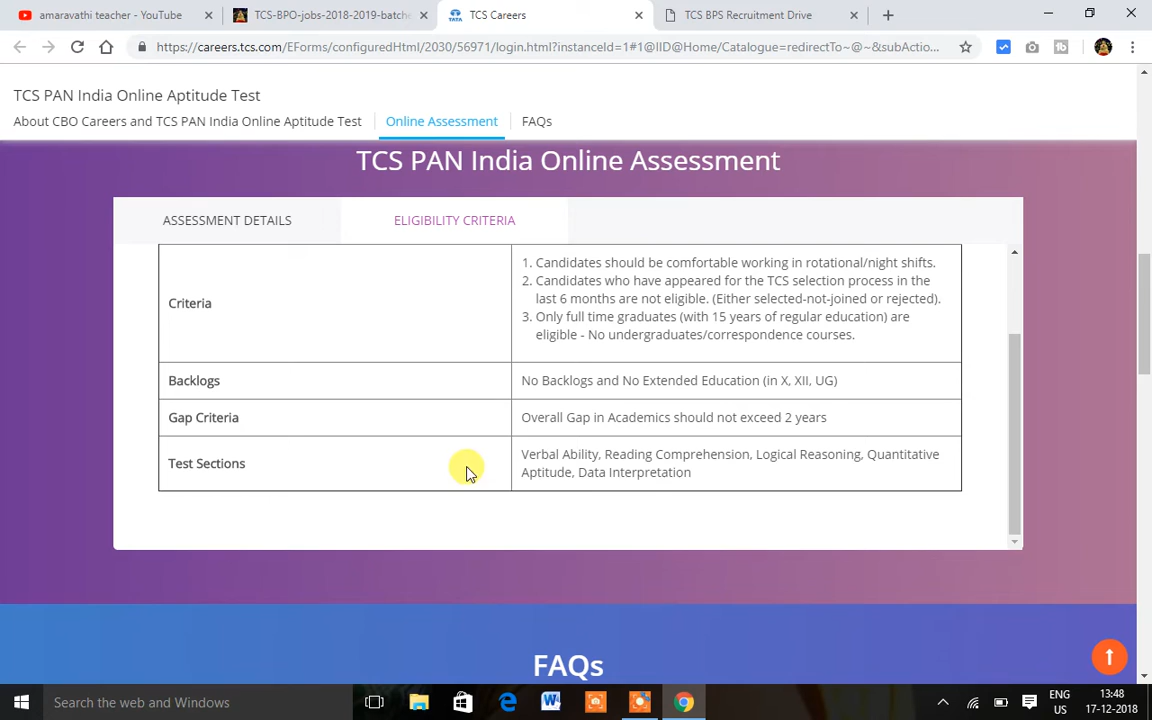 amaravathi teacher - YouTube
TCS-BPO-jobs-2018-2019-batche
TCS Careers
TCS BPS Recruitment Drive
https://careers.tcs.com/EForms/configuredHtml/2030/56971/login.html?instanceId=1#1@IID@Home/Catalogue=redirectTo~@~&subActio...
TCS PAN India Online Aptitude Test
About CBO Careers and TCS PAN India Online Aptitude Test
Online Assessment
FAQs
TCS PAN India Online Assessment
ASSESSMENT DETAILS
ELIGIBILITY CRITERIA
Criteria
1. Candidates should be comfortable working in rotational/night shifts.
2. Candidates who have appeared for the TCS selection process in the
last 6 months are not eligible. (Either selected-not-joined or rejected).
3. Only full time graduates (with 15 years of regular education) are
eligible - No undergraduates/correspondence courses.
Backlogs
No Backlogs and No Extended Education (in X, XII, UG)
Gap Criteria
Overall Gap in Academics should not exceed 2 years
Test Sections
Verbal Ability, Reading Comprehension, Logical Reasoning, Quantitative
Aptitude, Data Interpretation
FAQs
Search the web and Windows
ENG
US
13:48
17-12-2018